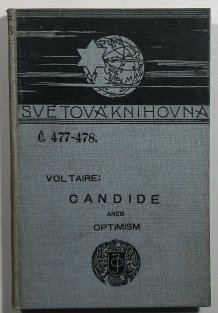 SVĚTOVÁ KNIHOVNA
Č. 477-478.
VOLTAIRE:
CANDIDE
ANEB
OPTIMISM